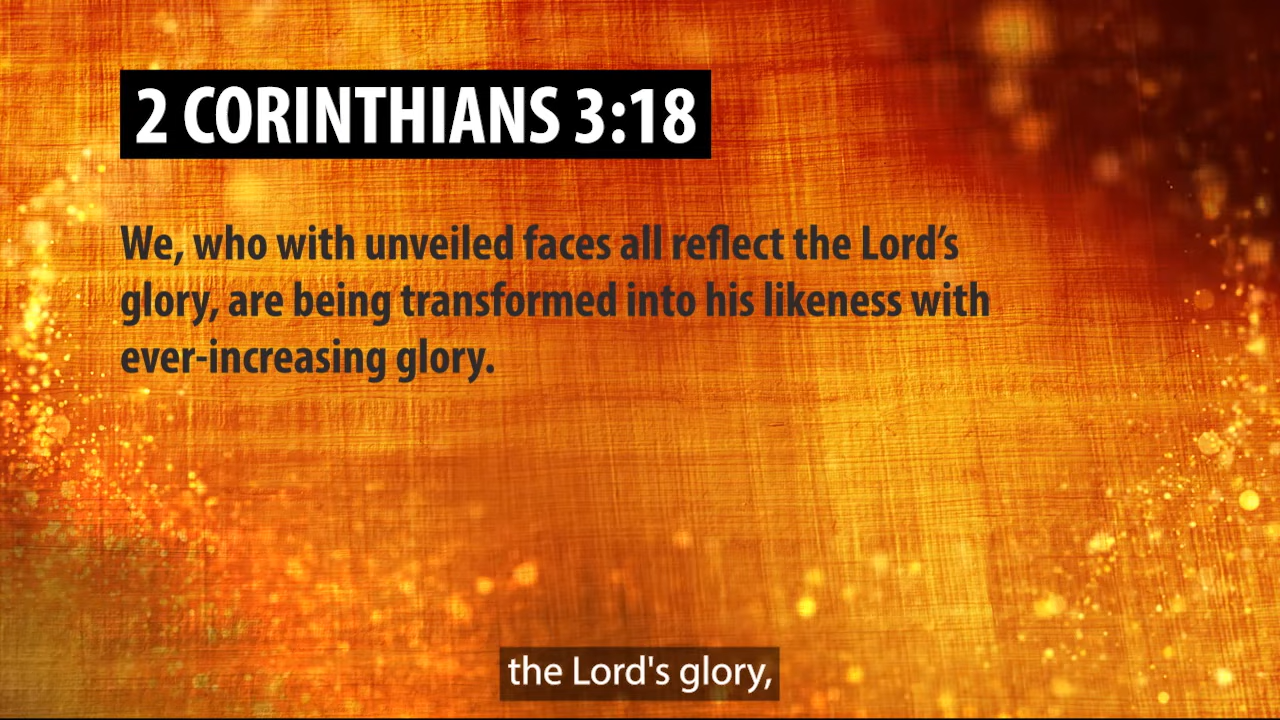 2 CORINTHIANS 3:18
We, who with unveiled faces all reflect the Lord’s
glory, are being transformed into his likeness with
ever-increasing glory.
the Lord's glory,